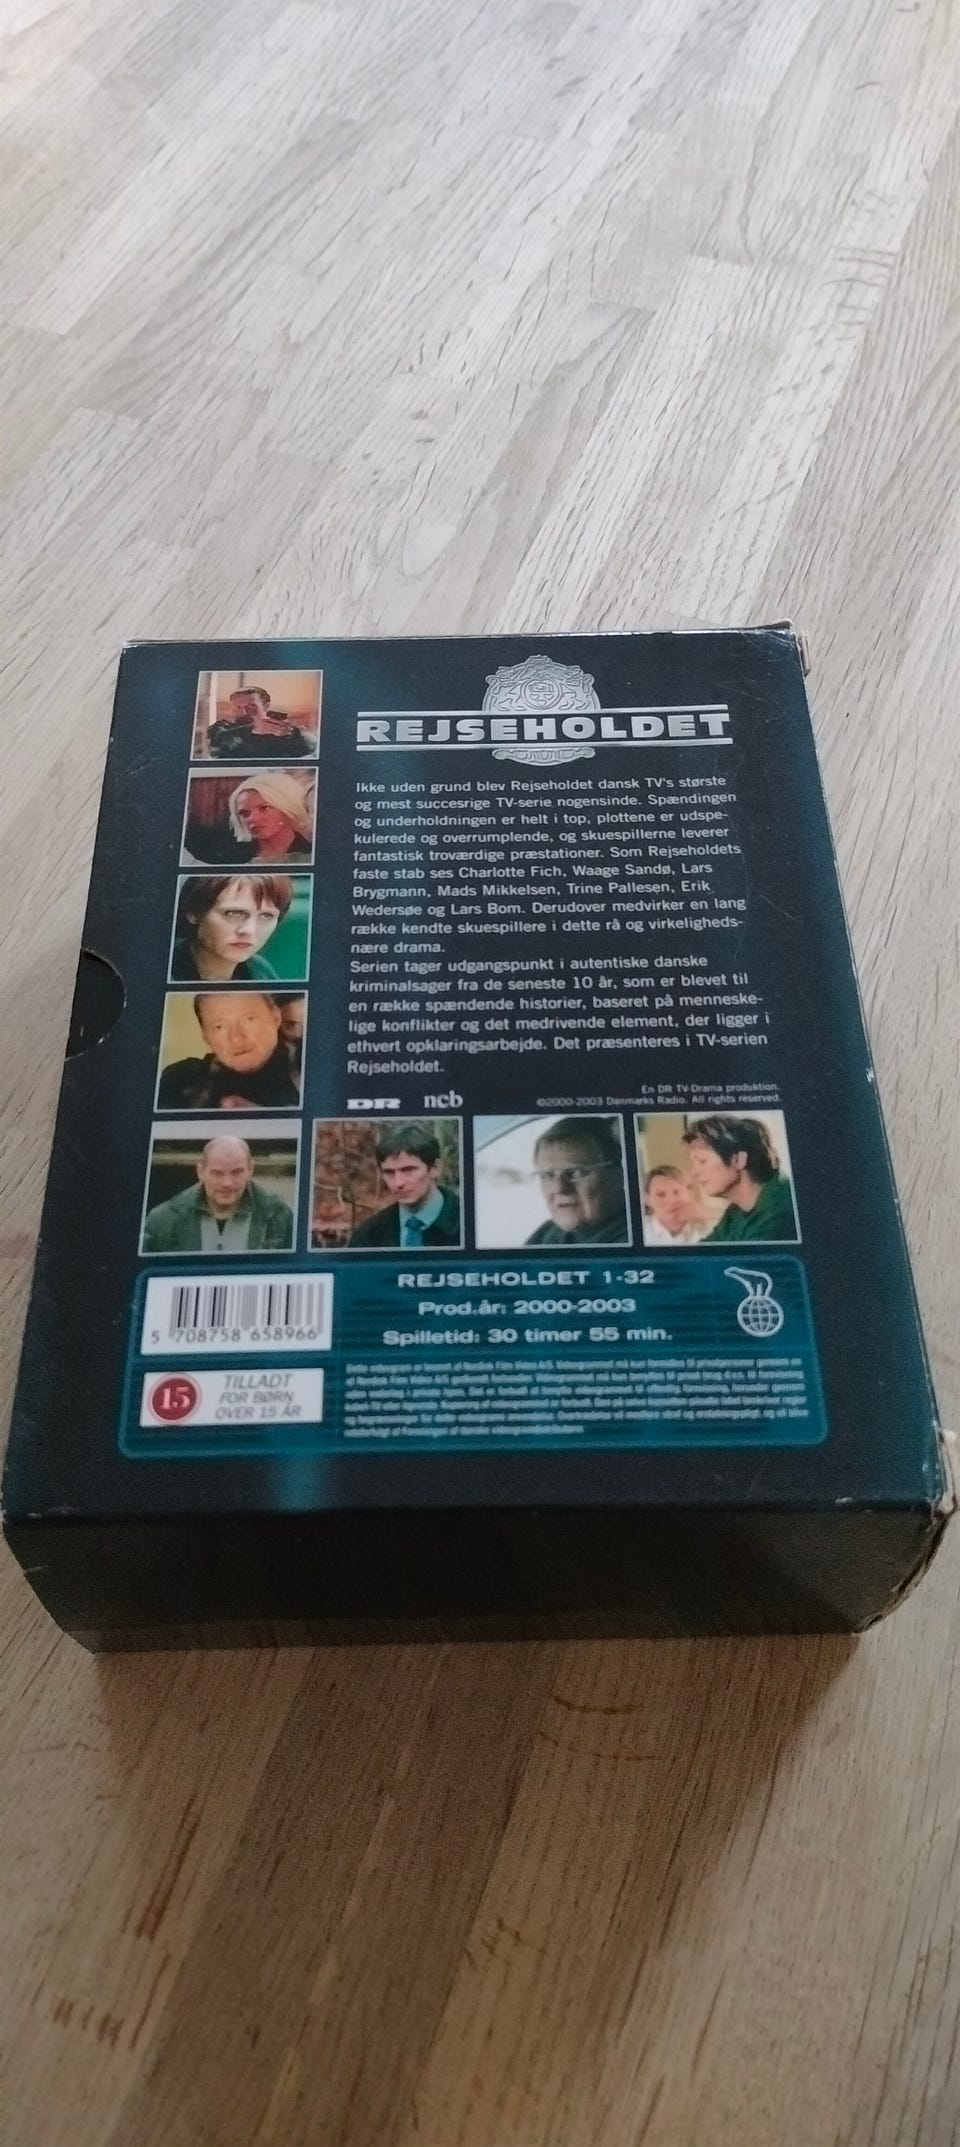 REJSEHOLDET
Ikke uden grund blev Rejseholdet dansk TV's største
og mest succesrige TV-serie nogensinde. Spændingen
og underholdningen er helt i top, plottene er udspe-
kulerede og overrumplende, og skuespillerne leverer
fantastisk troværdige præstationer. Som Rejseholdets
faste stab ses Charlotte Fich, Waage Sandø, Lars
Brygmann, Mads Mikkelsen, Trine Pallesen, Erik
Wedersøe og Lars Bom. Derudover medvirker en lang
række kendte skuespillere i dette rå og virkeligheds-
nære drama.
Serien tager udgangspunkt i autentiske danske
kriminalsager fra de seneste 10 år, som er blevet til
en række spændende historier, baseret på menneske-
lige konflikter og det medrivende element, der ligger i
ethvert opklaringsarbejde. Det præsenteres i TV-serien
Rejseholdet.
DR ncb
En DR TV-Drama produktion.
©2000-2003 Danmarks Radio. All rights reserved.
REJSEHOLDET 1-32
Prod.år: 2000-2003
Spilletid: 30 timer 55 min.
5 708758 658966
15
TILLADT
FOR BØRN
OVER 15 ÅR